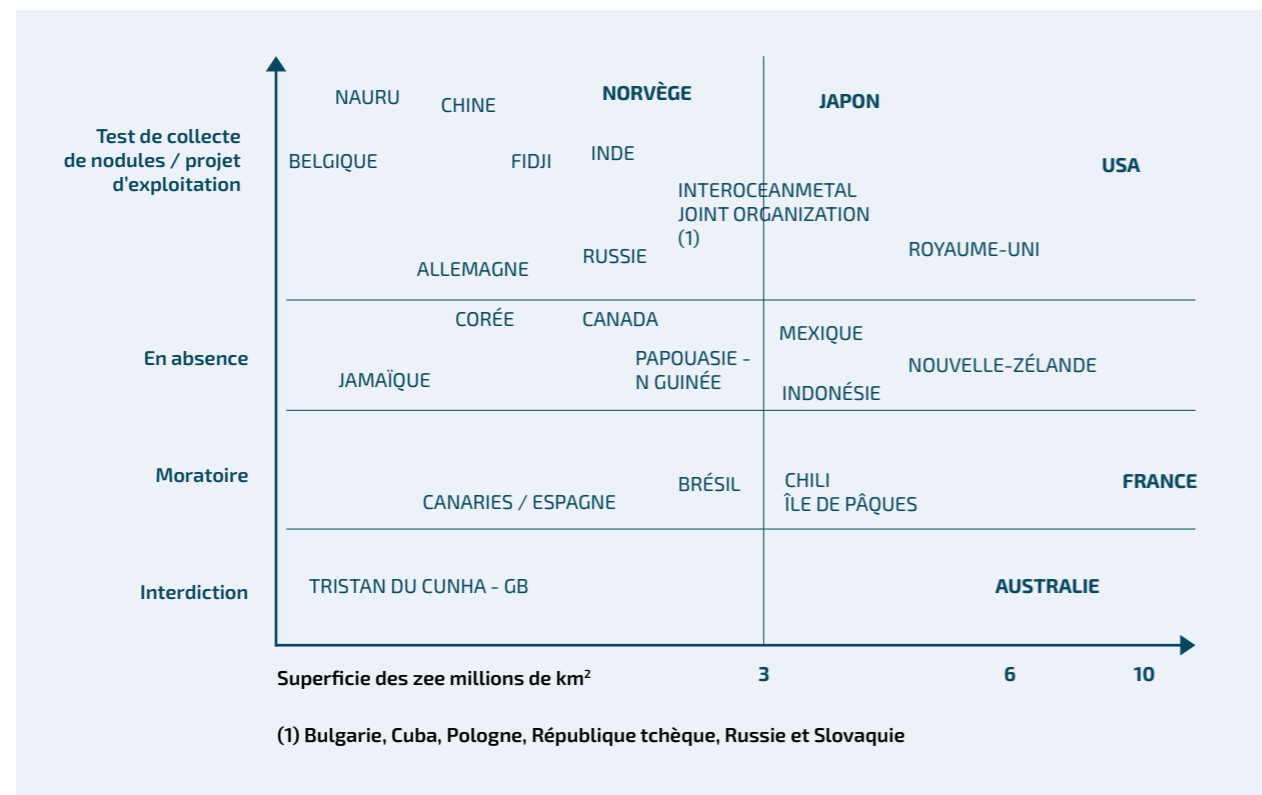 NAURU
CHINE
NORVÈGE
JAPON
Test de collecte
de nodules / projet
d'exploitation
BELGIQUE
FIDJI
INDE
USA
INTEROCEANMETAL
JOINT ORGANIZATION
(1)
ALLEMAGNE
RUSSIE
ROYAUME-UNI
En absence
CORÉE
CANADA
MEXIQUE
JAMAÏQUE
PAPOUASIE -
N GUINÉE
NOUVELLE-ZÉLANDE
INDONÉSIE
Moratoire
CANARIES / ESPAGNE
BRÉSIL
CHILI
ÎLE DE PÂQUES
FRANCE
Interdiction
TRISTAN DU CUNHA - GB
AUSTRALIE
Superficie des zee millions de km²
3
6
10
(1) Bulgarie, Cuba, Pologne, République tchèque, Russie et Slovaquie